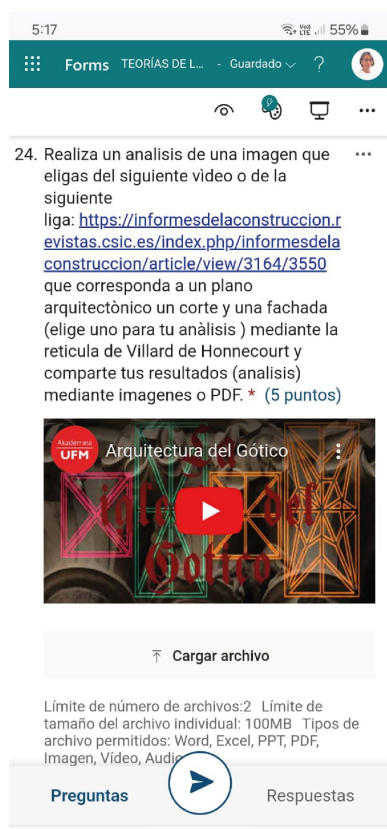 5:17
Vo)) LTE 55%
Forms TEORÍAS DE L... - Guardado ?
24. Realiza un analisis de una imagen que
eligas del siguiente vìdeo o de la
siguiente
liga: https://informesdelaconstruccion.r
evistas.csic.es/index.php/informesdela
construccion/article/view/3164/3550
que corresponda a un plano
arquitectònico un corte y una fachada
(elige uno para tu anàlisis ) mediante la
reticula de Villard de Honnecourt y
comparte tus resultados (analisis)
mediante imagenes o PDF. * (5 puntos)
Akademeia
UFM
Arquitectura del Gótico
del
Gótico
Cargar archivo
Límite de número de archivos:2 Límite de
tamaño del archivo individual: 100MB Tipos de
archivo permitidos: Word, Excel, PPT, PDF,
Imagen, Vídeo, Audio
Preguntas
Respuestas